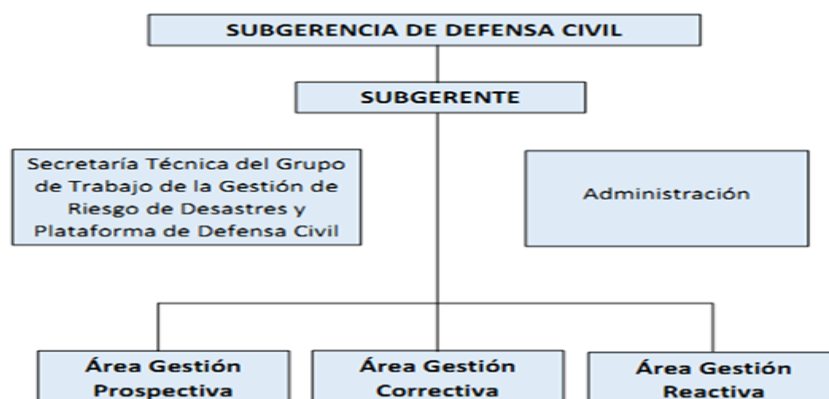 SUBGERENCIA DE DEFENSA CIVIL
SUBGERENTE
Secretaría Técnica del Grupo
de Trabajo de la Gestión de
Riesgo de Desastres y
Plataforma de Defensa Civil
Administración
Área Gestión
Prospectiva
Área Gestión
Correctiva
Área Gestión
Reactiva